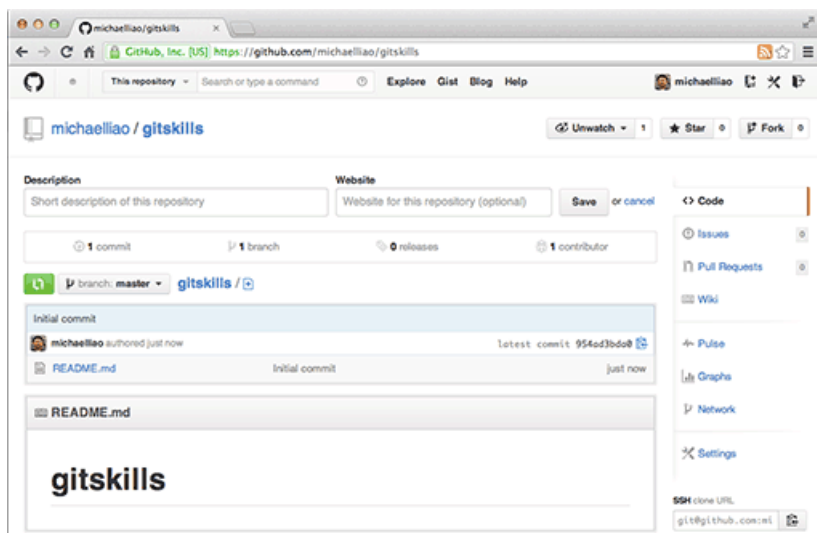 michaelliao/gitskills
GitHub, Inc. [US] https://github.com/michaelliao/gitskills
This repository Search or type a command Explore Gist Blog Help michaelliao
michaelliao / gitskills Unwatch 1 Star 0 Fork 0
Description Website
Short description of this repository Website for this repository (optional) Save or cancel
1 commit 1 branch 0 releases 1 contributor
branch: master gitskills /
Initial commit
michaelliao authored just now latest commit 954ad3bda0
README.md Initial commit just now
README.md
gitskills
Code
Issues 0
Pull Requests 0
Wiki
Pulse
Graphs
Network
Settings
SSH clone URL
git@github.com:mi